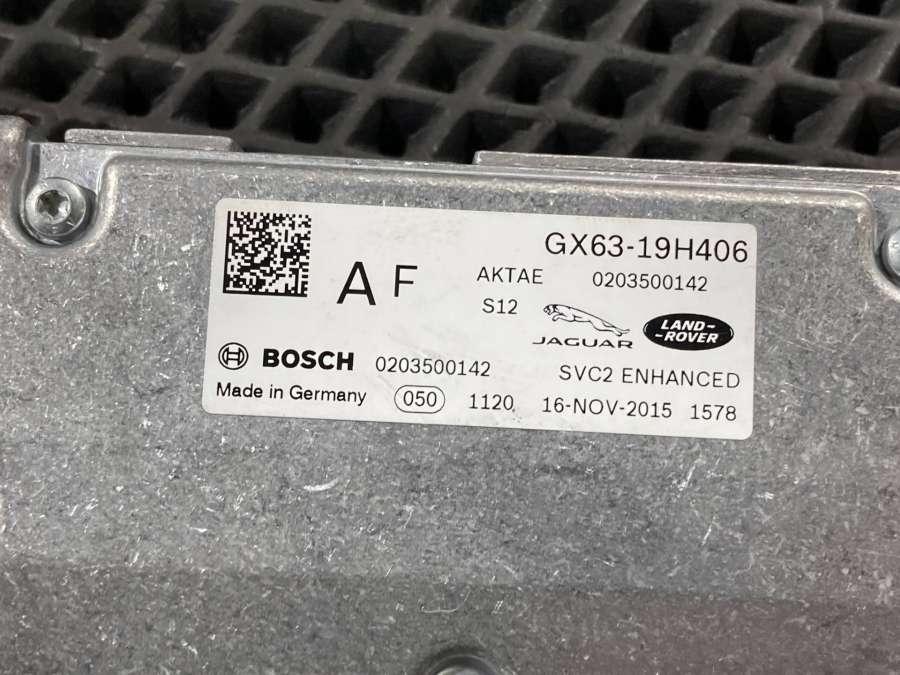 GX63-19H406
AF
AKTAE 0203500142
S12
JAGUAR
LAND-
-ROVER
BOSCH 0203500142
SVC2 ENHANCED
Made in Germany 050 1120 16-NOV-2015 1578